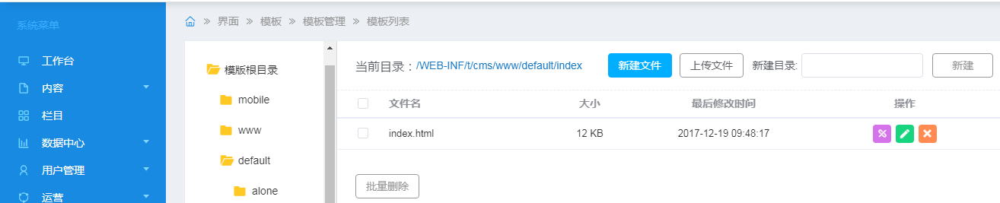 系统菜单
工作台
内容
栏目
数据中心
用户管理
运营
界面 » 模板 » 模板管理 » 模板列表
模版根目录
mobile
www
default
alone
当前目录：/WEB-INF/t/cms/www/default/index 新建文件 上传文件 新建目录: 新建
文件名 大小 最后修改时间 操作
index.html 12 KB 2017-12-19 09:48:17
批量删除